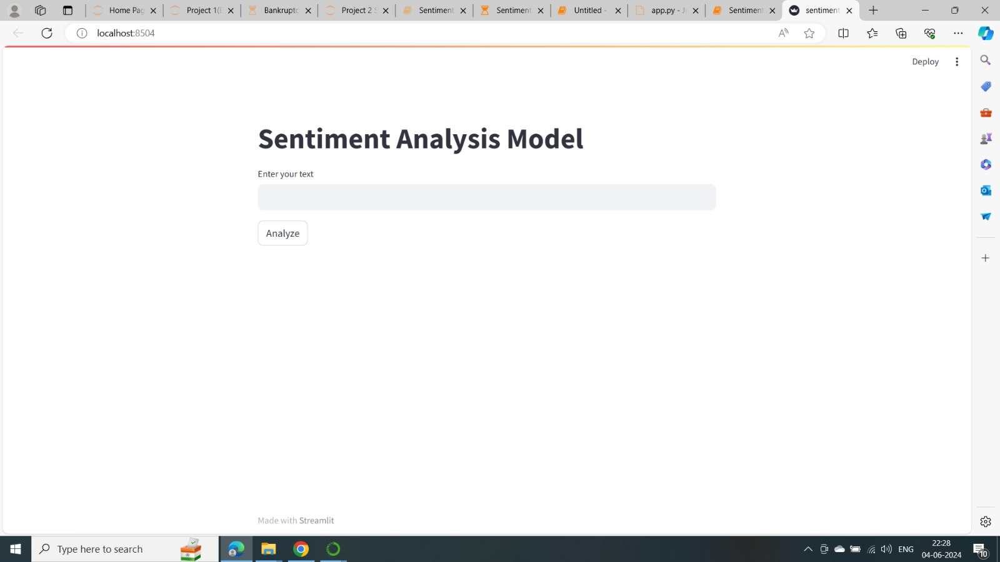 Home Pag
Project 1(B
Bankruptc
Project 2 S
Sentiment
Sentiment
Untitled -
app.py - Ju
Sentiment
sentiment
localhost:8504
Deploy
Sentiment Analysis Model
Enter your text
Analyze
Made with Streamlit
Type here to search
ENG
22:28
04-06-2024
10